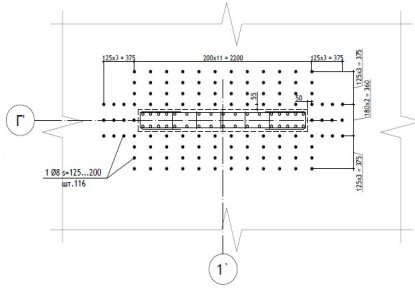 125x3 = 375
200x11 = 2200
125x3 = 375
125x3 = 375
55
50
180x2 = 360
Г'
125x3 = 375
1 Ø8 s=125...200
шт.116
1`